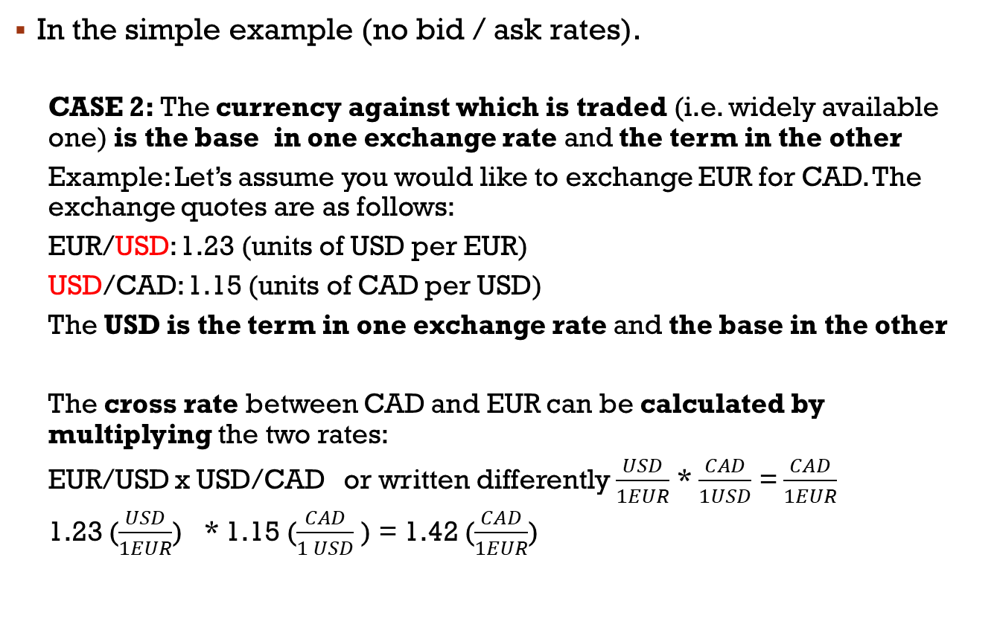 ▪ In the simple example (no bid / ask rates).
CASE 2: The currency against which is traded (i.e. widely available
one) is the base in one exchange rate and the term in the other
Example: Let’s assume you would like to exchange EUR for CAD. The
exchange quotes are as follows:
EUR/USD: 1.23 (units of USD per EUR)
USD/CAD: 1.15 (units of CAD per USD)
The USD is the term in one exchange rate and the base in the other
The cross rate between CAD and EUR can be calculated by
multiplying the two rates:
EUR/USD x USD/CAD or written differently USD/1EUR * CAD/1USD = CAD/1EUR
1.23 (USD/1EUR) * 1.15 (CAD/1 USD) = 1.42 (CAD/1EUR)